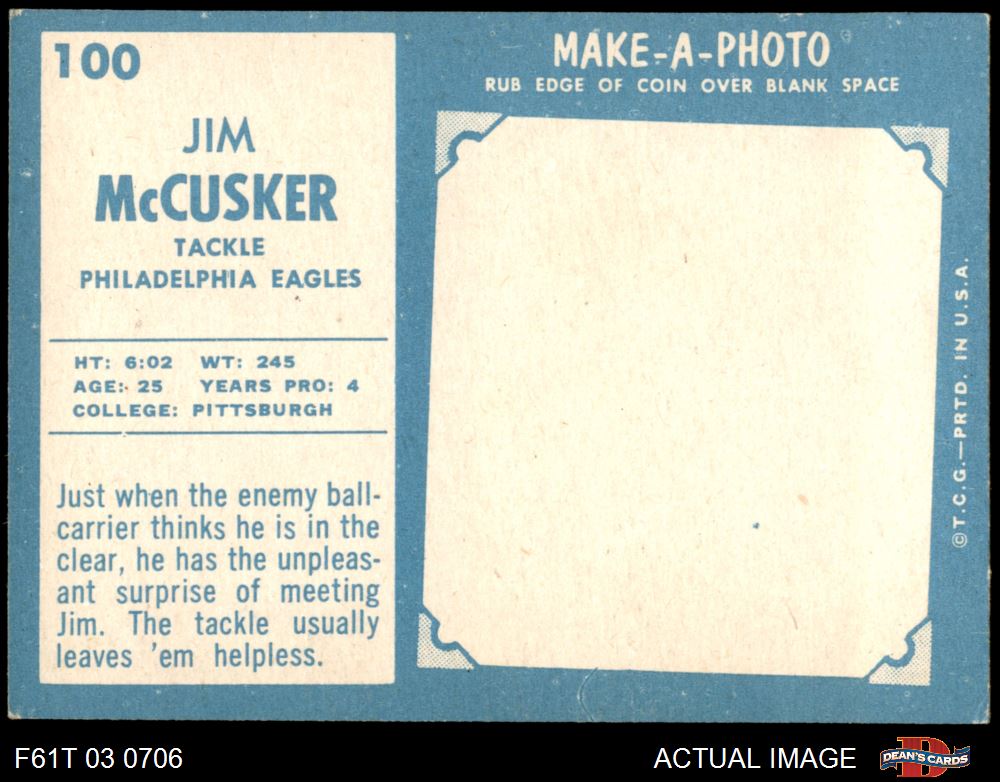 100
JIM
McCUSKER
TACKLE
PHILADELPHIA EAGLES
HT: 6:02 WT: 245
AGE: 25 YEARS PRO: 4
COLLEGE: PITTSBURGH
Just when the enemy ball-
carrier thinks he is in the
clear, he has the unpleas-
ant surprise of meeting
Jim. The tackle usually
leaves 'em helpless.
MAKE-A-PHOTO
RUB EDGE OF COIN OVER BLANK SPACE
©T.C.G.—PRTD. IN U.S.A.
F61T 03 0706
ACTUAL IMAGE
D
DEAN'S CARDS